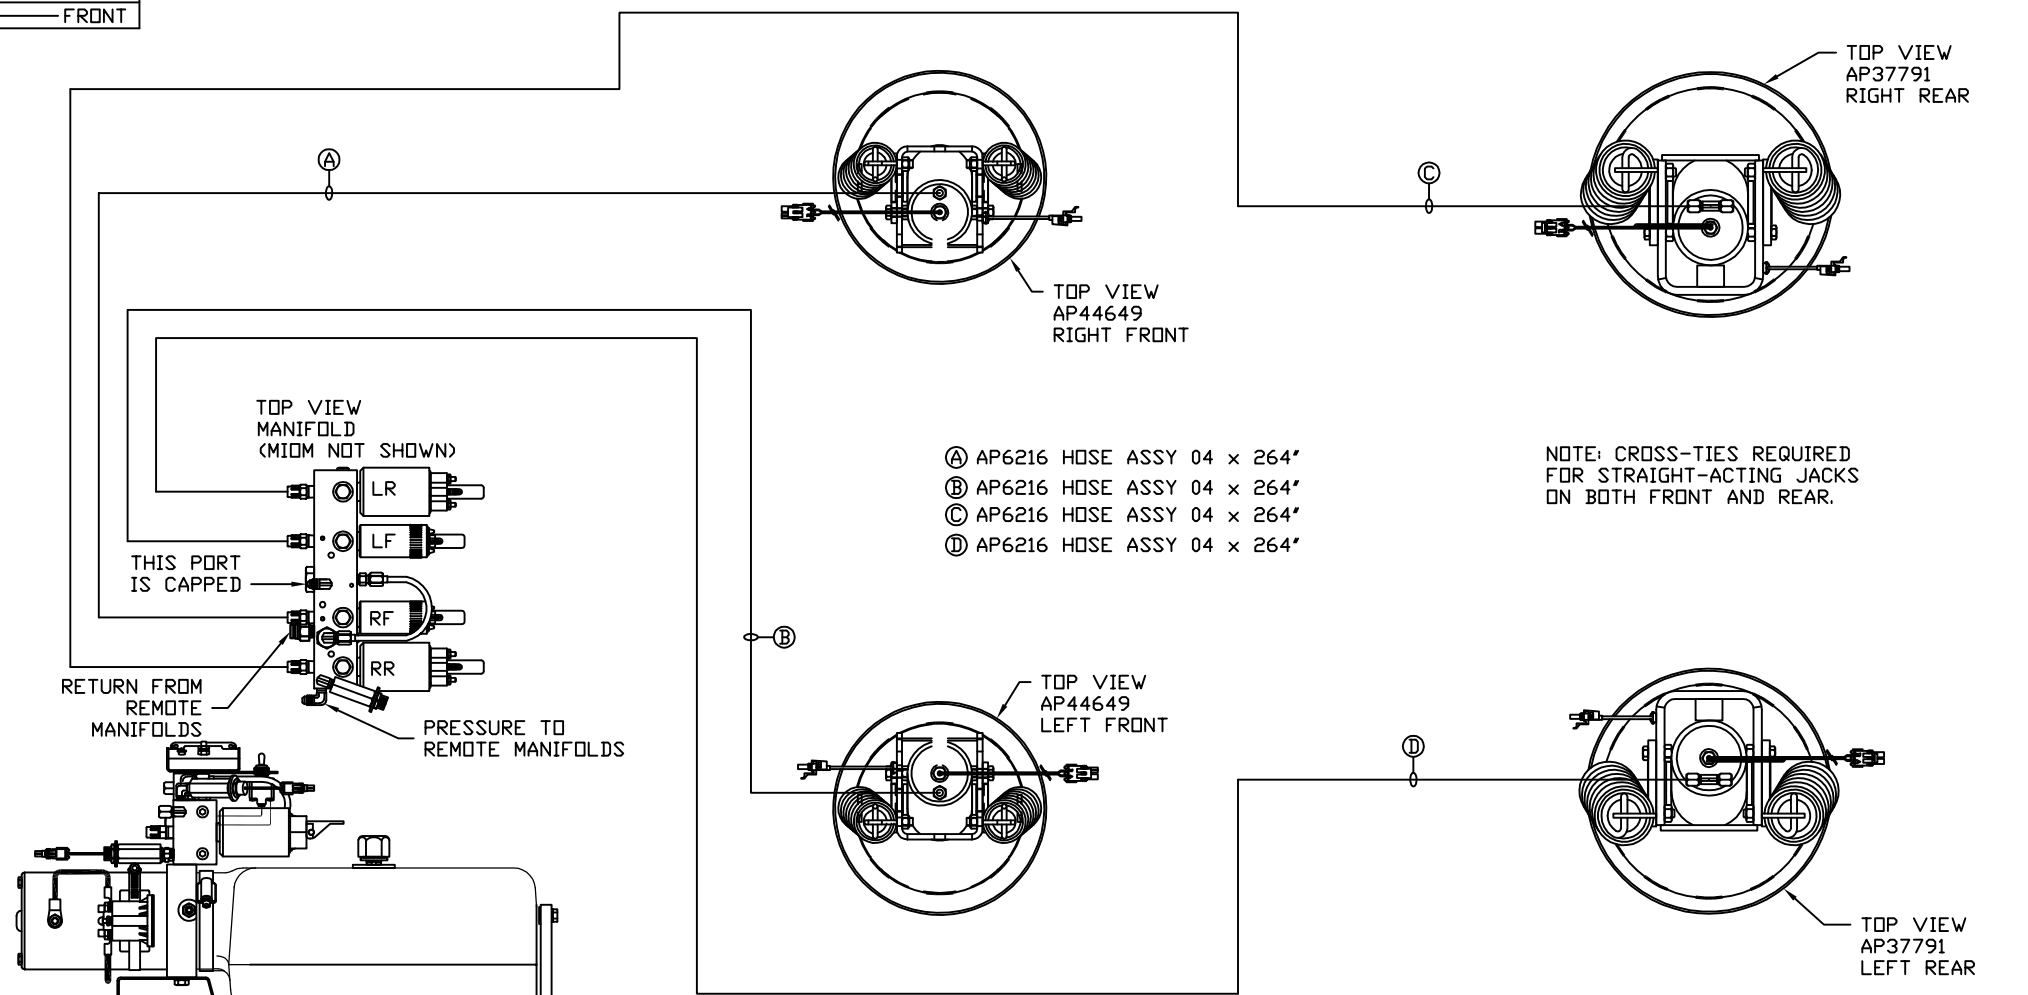 FRONT
TOP VIEW
AP37791
RIGHT REAR
A
C
TOP VIEW
AP44649
RIGHT FRONT
TOP VIEW
MANIFOLD
(MIOM NOT SHOWN)
LR
LF
THIS PORT
IS CAPPED
RF
RR
RETURN FROM
REMOTE
MANIFOLDS
PRESSURE TO
REMOTE MANIFOLDS
A AP6216 HOSE ASSY 04 x 264"
B AP6216 HOSE ASSY 04 x 264"
C AP6216 HOSE ASSY 04 x 264"
D AP6216 HOSE ASSY 04 x 264"
NOTE: CROSS-TIES REQUIRED
FOR STRAIGHT-ACTING JACKS
ON BOTH FRONT AND REAR.
B
TOP VIEW
AP44649
LEFT FRONT
D
TOP VIEW
AP37791
LEFT REAR